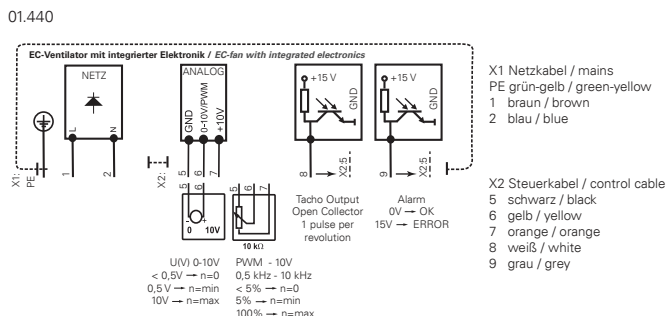 01.440
EC-Ventilator mit integrierter Elektronik / EC-fan with integrated electronics
NETZ
L
N
ANALOG
GND
0-10V/PWM
+10V
+15 V
GND
+15 V
GND
X1:
PE
1
2
X2:
5
6
7
8
X2:5
9
X2:5
5
6
- +
0 10V
5
6
7
10 kΩ
Tacho Output
Open Collector
1 pulse per
revolution
Alarm
0V → OK
15V → ERROR
U(V) 0-10V
< 0,5V → n=0
0,5 V → n=min
10V → n=max
PWM - 10V
0,5 kHz - 10 kHz
< 5% → n=0
5% → n=min
100% → n=max
X1 Netzkabel / mains
PE grün-gelb / green-yellow
1 braun / brown
2 blau / blue
X2 Steuerkabel / control cable
5 schwarz / black
6 gelb / yellow
7 orange / orange
8 weiß / white
9 grau / grey